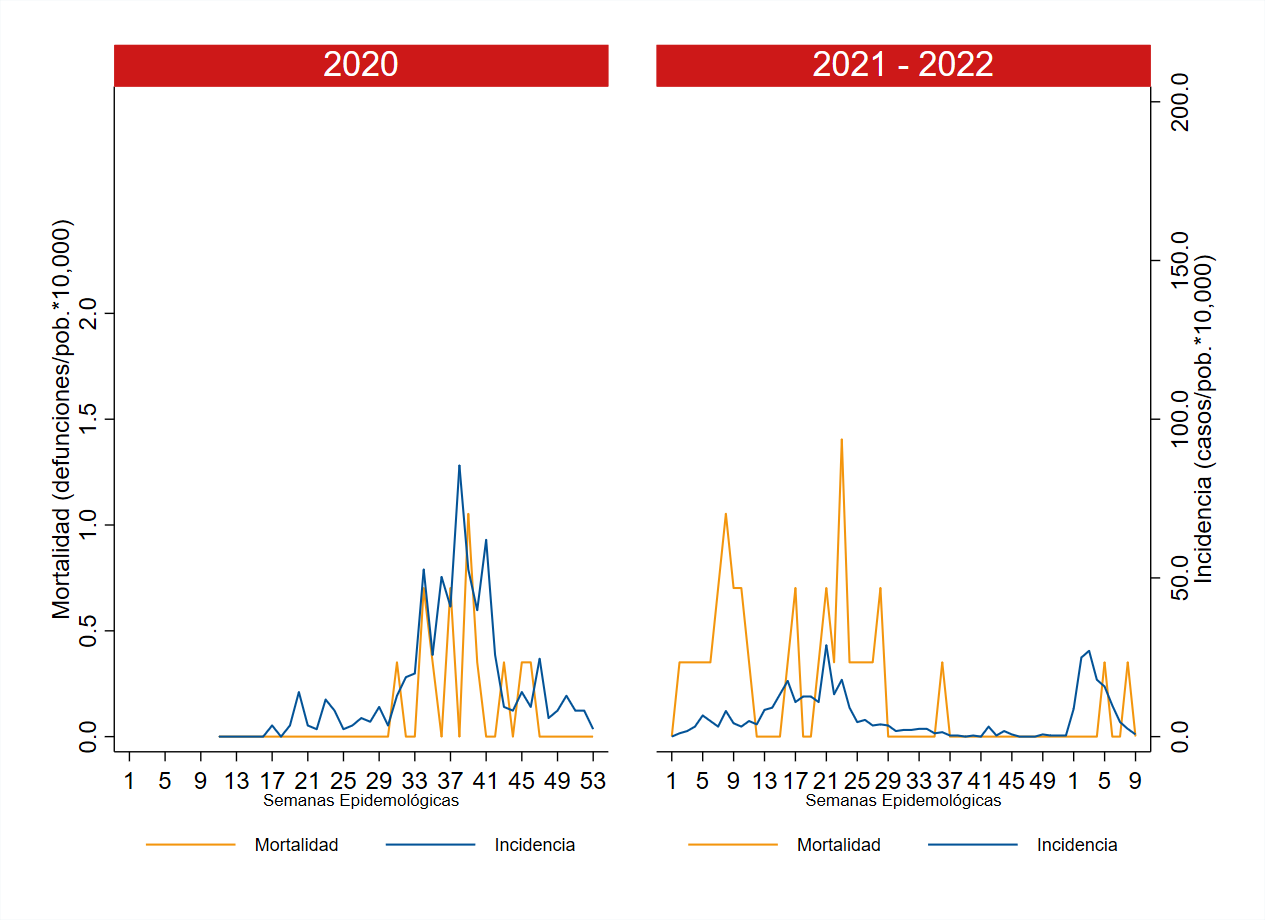 2020
2021 - 2022
Mortalidad (defunciones/pob.*10,000)
2.0
1.5
1.0
0.5
0.0
1 5 9 13 17 21 25 29 33 37 41 45 49 53
Semanas Epidemológicas
Mortalidad Incidencia
200.0
150.0
100.0
50.0
0.0
Incidencia (casos/pob.*10,000)
1 5 9 13 17 21 25 29 33 37 41 45 49 1 5 9
Semanas Epidemológicas
Mortalidad Incidencia